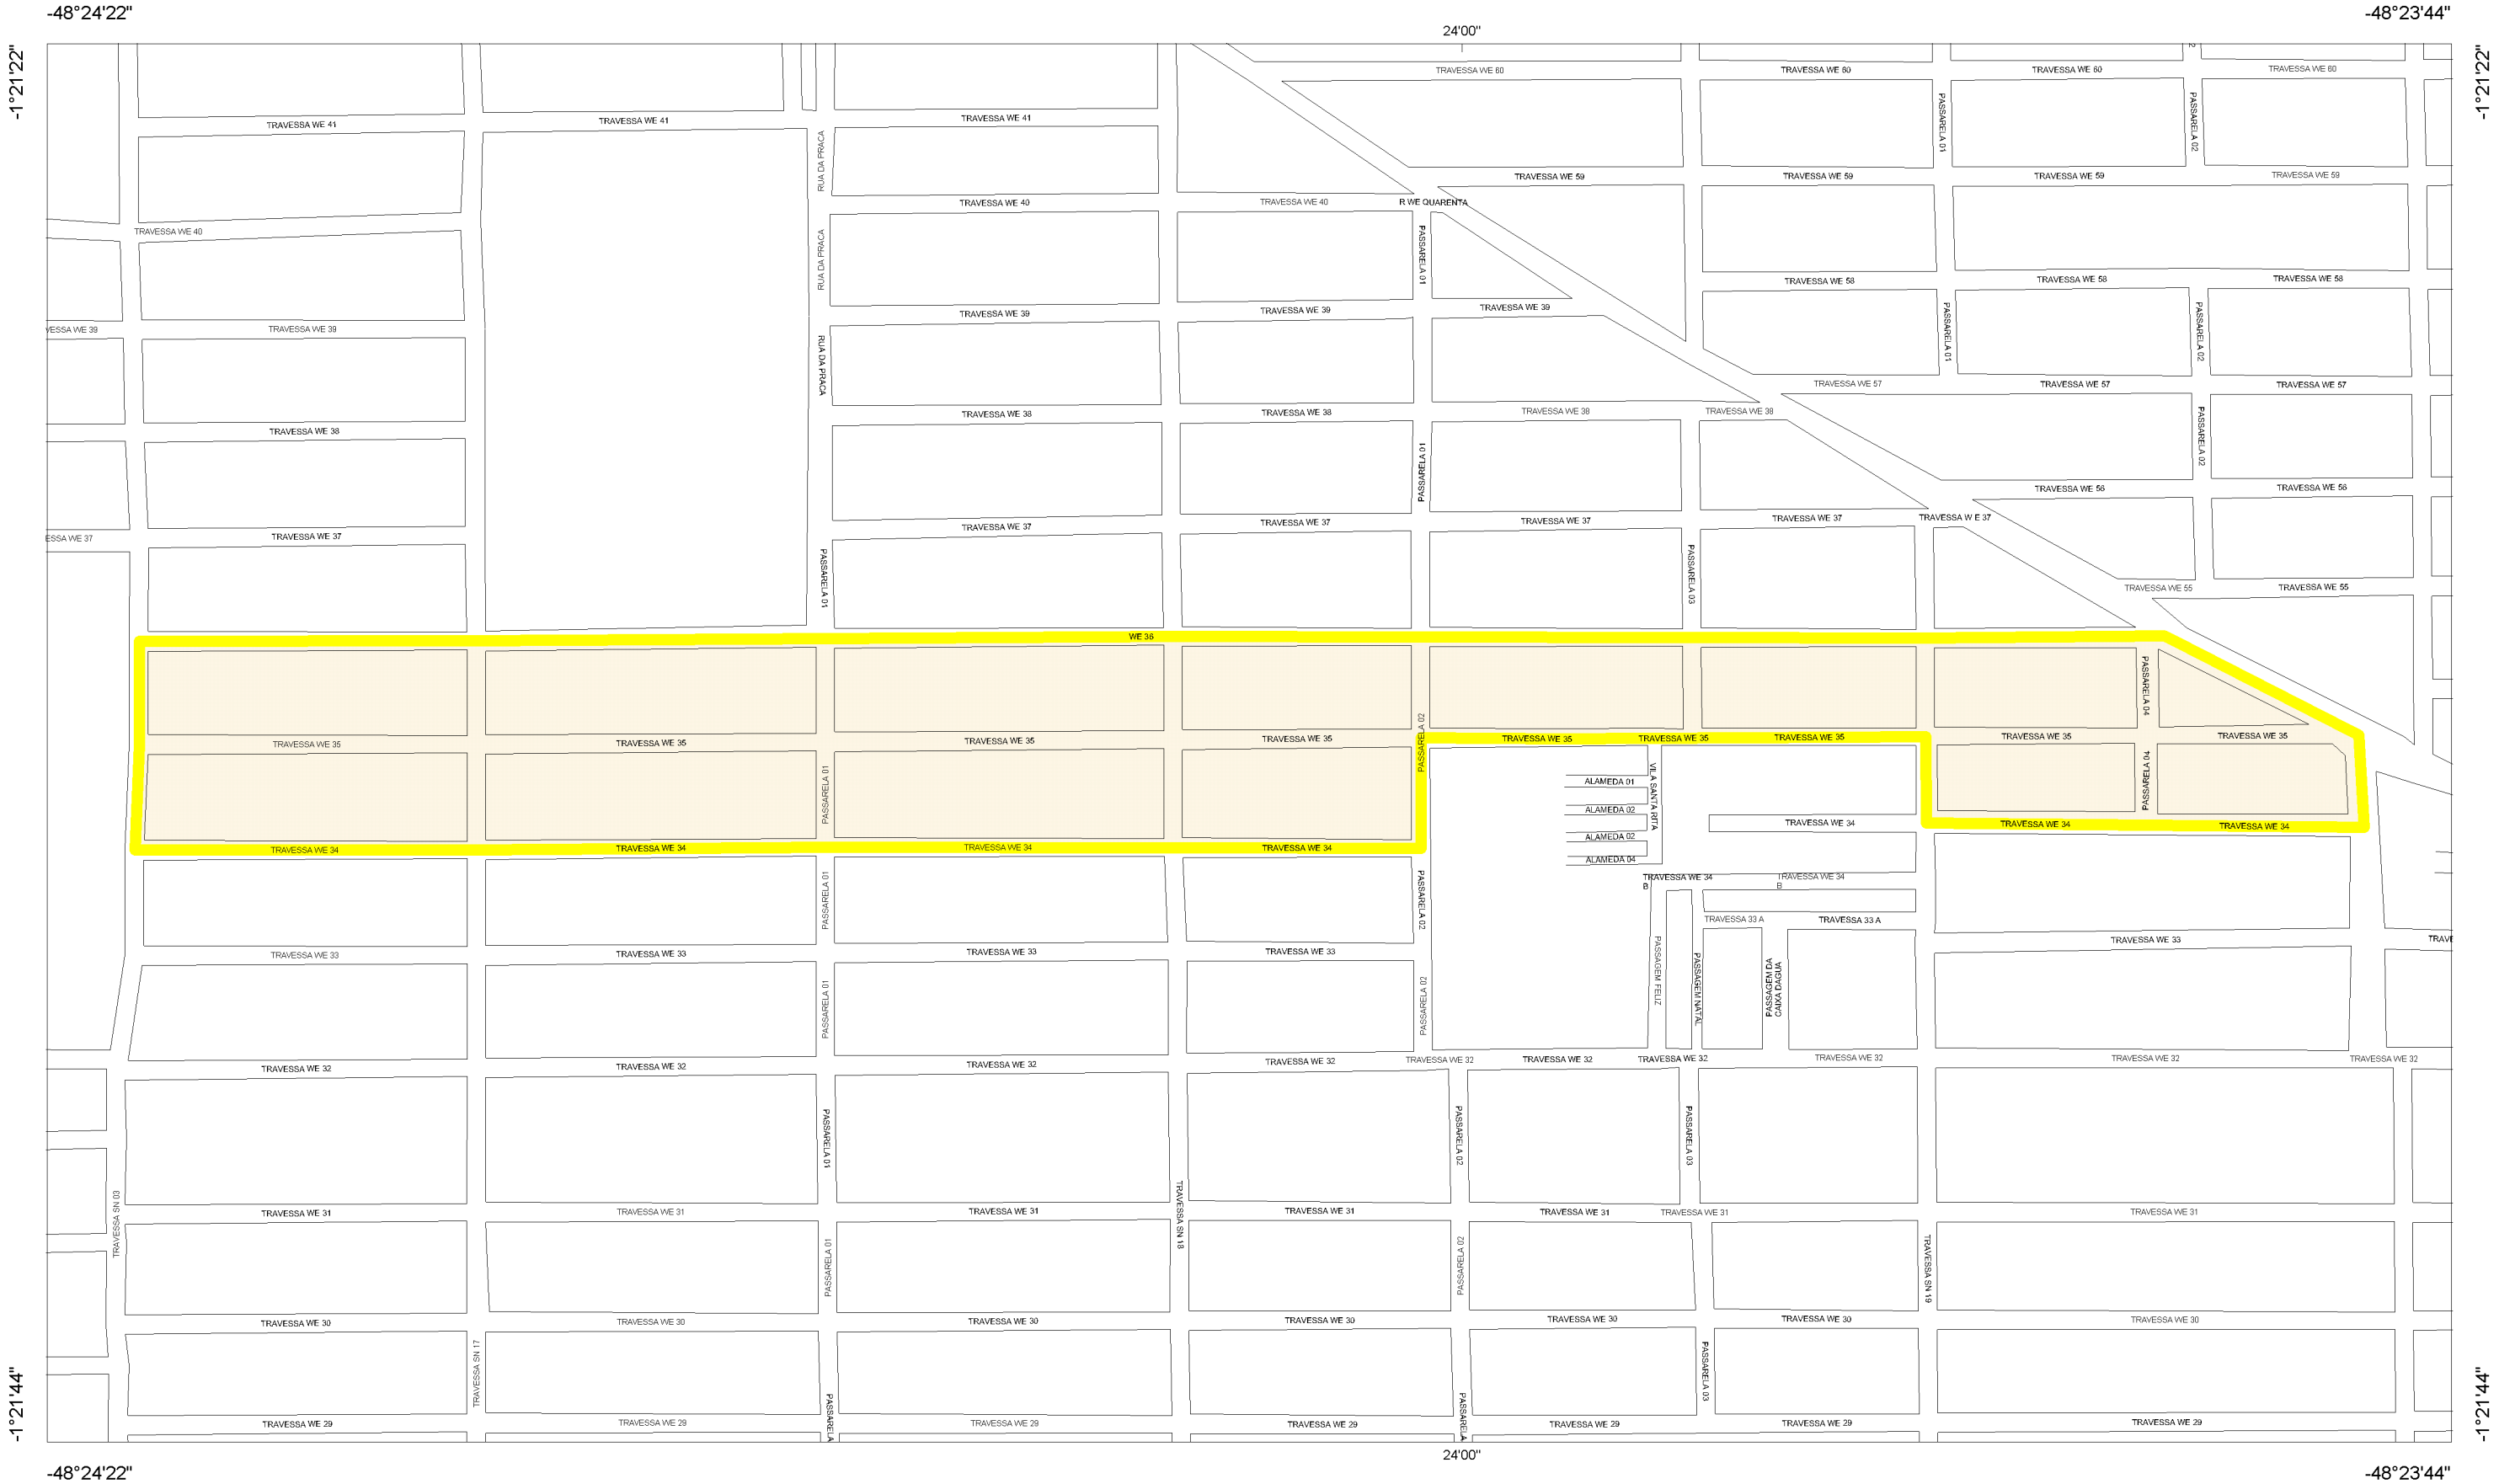 -48°24'22"
-48°23'44"
24'00"
-1°21'22"
-1°21'22"
2
TRAVESSA WE 60
TRAVESSA WE 60
TRAVESSA WE 60
TRAVESSA WE 60
TRAVESSA WE 41
TRAVESSA WE 41
TRAVESSA WE 41
PASSARELA 01
PASSARELA 02
RUA DA PRACA
TRAVESSA WE 59
TRAVESSA WE 59
TRAVESSA WE 59
TRAVESSA WE 59
TRAVESSA WE 40
TRAVESSA WE 40
TRAVESSA WE 40
R WE QUARENTA
RUA DA PRACA
PASSARELA 01
TRAVESSA WE 58
TRAVESSA WE 58
TRAVESSA WE 58
VESSA WE 39
TRAVESSA WE 39
TRAVESSA WE 39
TRAVESSA WE 39
TRAVESSA WE 39
RUA DA PRACA
PASSARELA 01
PASSARELA 02
TRAVESSA WE 57
TRAVESSA WE 57
TRAVESSA WE 57
TRAVESSA WE 38
TRAVESSA WE 38
TRAVESSA WE 38
TRAVESSA WE 38
TRAVESSA WE 38
PASSARELA 01
PASSARELA 02
TRAVESSA WE 56
TRAVESSA WE 56
ESSA WE 37
TRAVESSA WE 37
TRAVESSA WE 37
TRAVESSA WE 37
TRAVESSA WE 37
TRAVESSA WE 37
TRAVESSA W E 37
PASSARELA 01
PASSARELA 03
TRAVESSA WE 55
TRAVESSA WE 55
WE 36
PASSARELA 04
TRAVESSA WE 35
TRAVESSA WE 35
TRAVESSA WE 35
TRAVESSA WE 35
PASSARELA 02
TRAVESSA WE 35
TRAVESSA WE 35
TRAVESSA WE 35
TRAVESSA WE 35
TRAVESSA WE 35
PASSARELA 01
ALAMEDA 01
ALAMEDA 02
ALAMEDA 02
ALAMEDA 04
VILA SANTA RITA
PASSARELA 04
TRAVESSA WE 34
TRAVESSA WE 34
TRAVESSA WE 34
TRAVESSA WE 34
TRAVESSA WE 34
TRAVESSA WE 34
TRAVESSA WE 34
TRAVESSA WE 34
B
TRAVESSA WE 34
B
PASSARELA 01
PASSARELA 02
TRAVESSA 33 A
TRAVESSA 33 A
TRAVESSA WE 33
TRAVESSA WE 33
TRAVESSA WE 33
TRAVESSA WE 33
TRAVESSA WE 33
TRAVE
PASSARELA 01
PASSARELA 02
PASSAGEM FELIZ
PASSAGEM NATAL
PASSAGEM DA
CAIXA DAGUA
TRAVESSA WE 32
TRAVESSA WE 32
TRAVESSA WE 32
TRAVESSA WE 32
TRAVESSA WE 32
TRAVESSA WE 32
TRAVESSA WE 32
TRAVESSA WE 32
TRAVESSA WE 32
TRAVESSA WE 32
PASSARELA 01
PASSARELA 02
PASSARELA 03
TRAVESSA SN 03
TRAVESSA SN 18
TRAVESSA WE 31
TRAVESSA WE 31
TRAVESSA WE 31
TRAVESSA WE 31
TRAVESSA WE 31
TRAVESSA WE 31
TRAVESSA WE 31
PASSARELA 01
PASSARELA 02
TRAVESSA SN 19
TRAVESSA WE 30
TRAVESSA WE 30
TRAVESSA WE 30
TRAVESSA WE 30
TRAVESSA WE 30
TRAVESSA WE 30
TRAVESSA WE 30
TRAVESSA SN 17
PASSARELA 03
PASSARELA
PASSARELA
TRAVESSA WE 29
TRAVESSA WE 29
TRAVESSA WE 29
TRAVESSA WE 29
TRAVESSA WE 29
TRAVESSA WE 29
TRAVESSA WE 29
-1°21'44"
-1°21'44"
24'00"
-48°24'22"
-48°23'44"